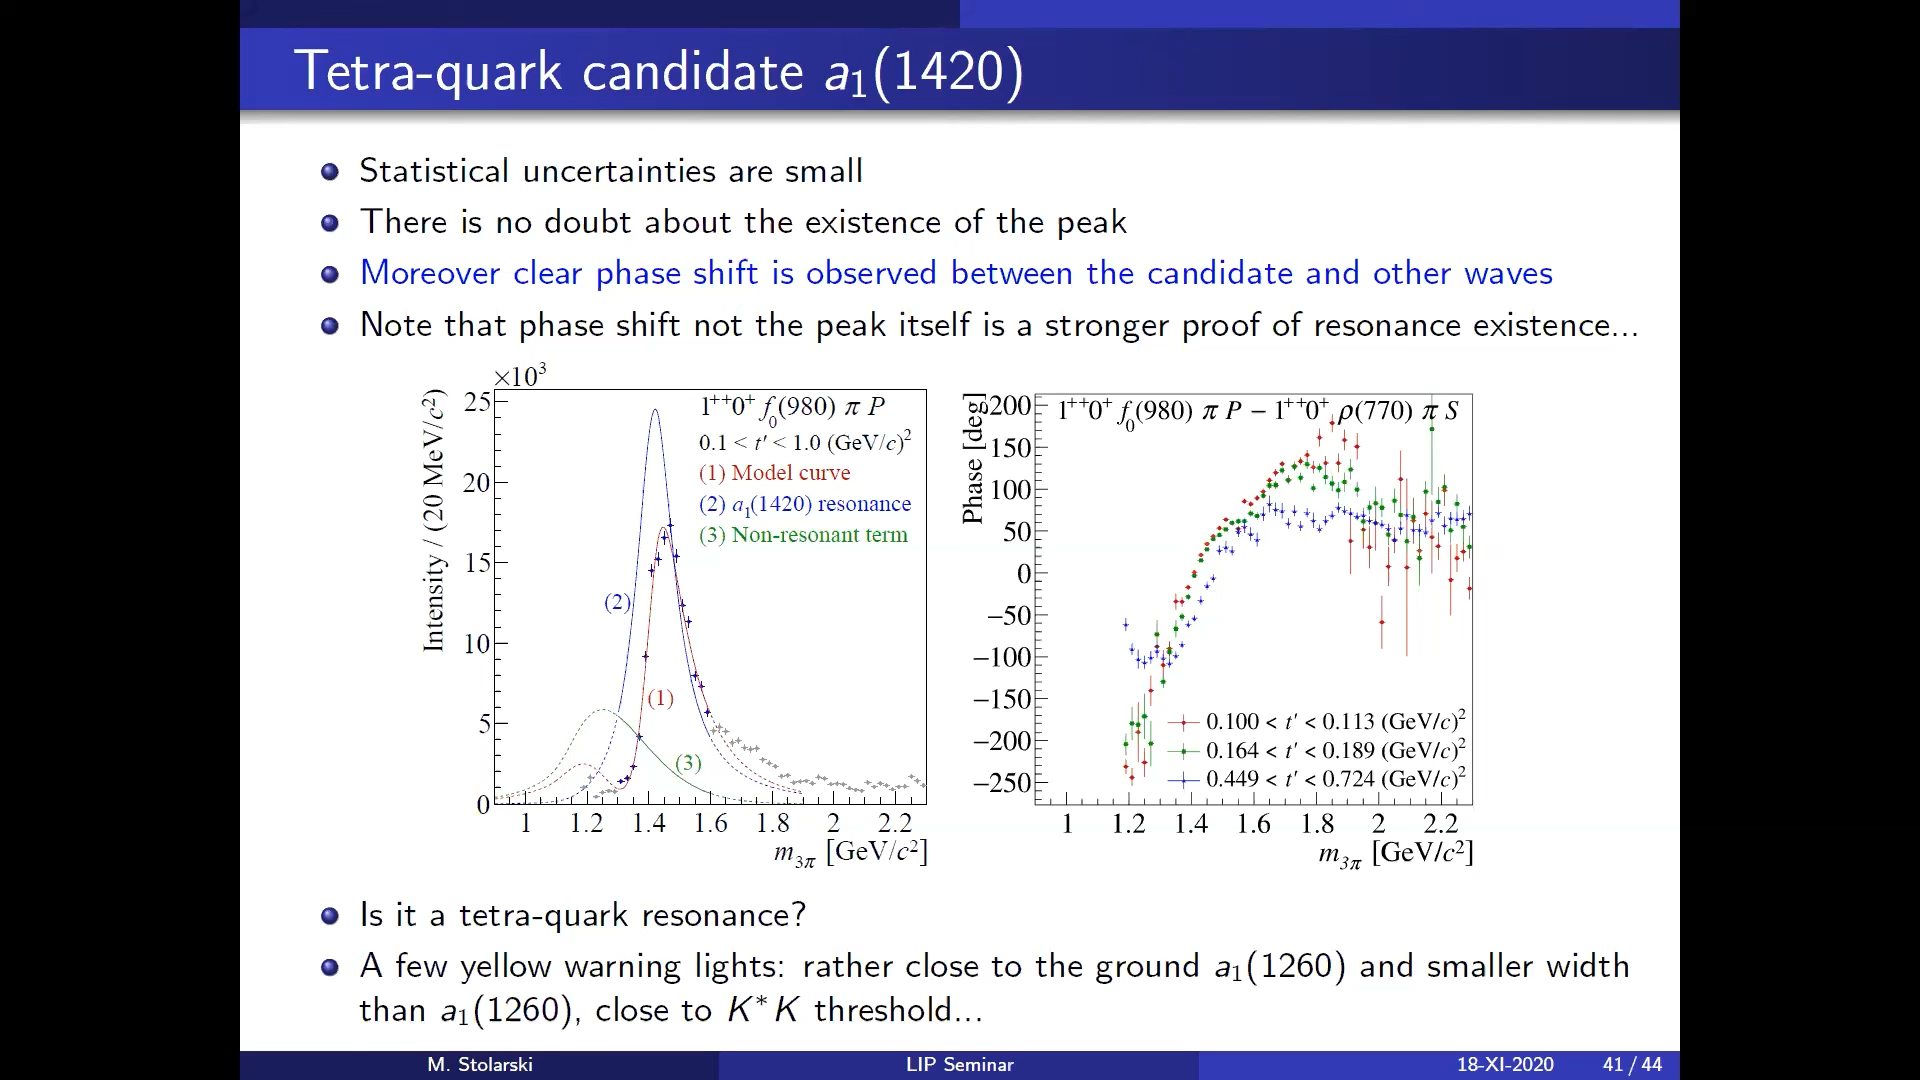 Tetra-quark candidate a₁(1420)
Statistical uncertainties are small
There is no doubt about the existence of the peak
Moreover clear phase shift is observed between the candidate and other waves
Note that phase shift not the peak itself is a stronger proof of resonance existence...
×10³
Intensity / (20 MeV/c²)
25
20
15
10
5
0
1⁺⁺0⁺ f₀(980) π P
0.1 < t′ < 1.0 (GeV/c)²
(1) Model curve
(2) a₁(1420) resonance
(3) Non-resonant term
(2)
(1)
(3)
1 1.2 1.4 1.6 1.8 2 2.2
m₃π [GeV/c²]
Phase [deg]
200
150
100
50
0
−50
−100
−150
−200
−250
1⁺⁺0⁺ f₀(980) π P − 1⁺⁺0⁺ ρ(770) π S
0.100 < t′ < 0.113 (GeV/c)²
0.164 < t′ < 0.189 (GeV/c)²
0.449 < t′ < 0.724 (GeV/c)²
1 1.2 1.4 1.6 1.8 2 2.2
m₃π [GeV/c²]
Is it a tetra-quark resonance?
A few yellow warning lights: rather close to the ground a₁(1260) and smaller width
than a₁(1260), close to K*K threshold...
M. Stolarski LIP Seminar 18-XI-2020 41 / 44